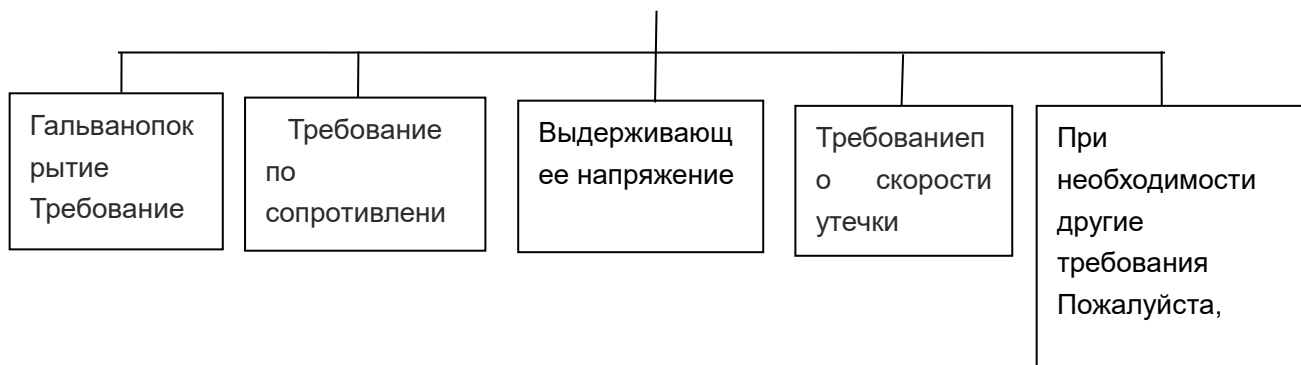 Гальванопок
рытие
Требование
Требование
по
сопротивлени
Выдерживающ
ее напряжение
Требованиеп
о скорости
утечки
При
необходимости
другие
требования
Пожалуйста,